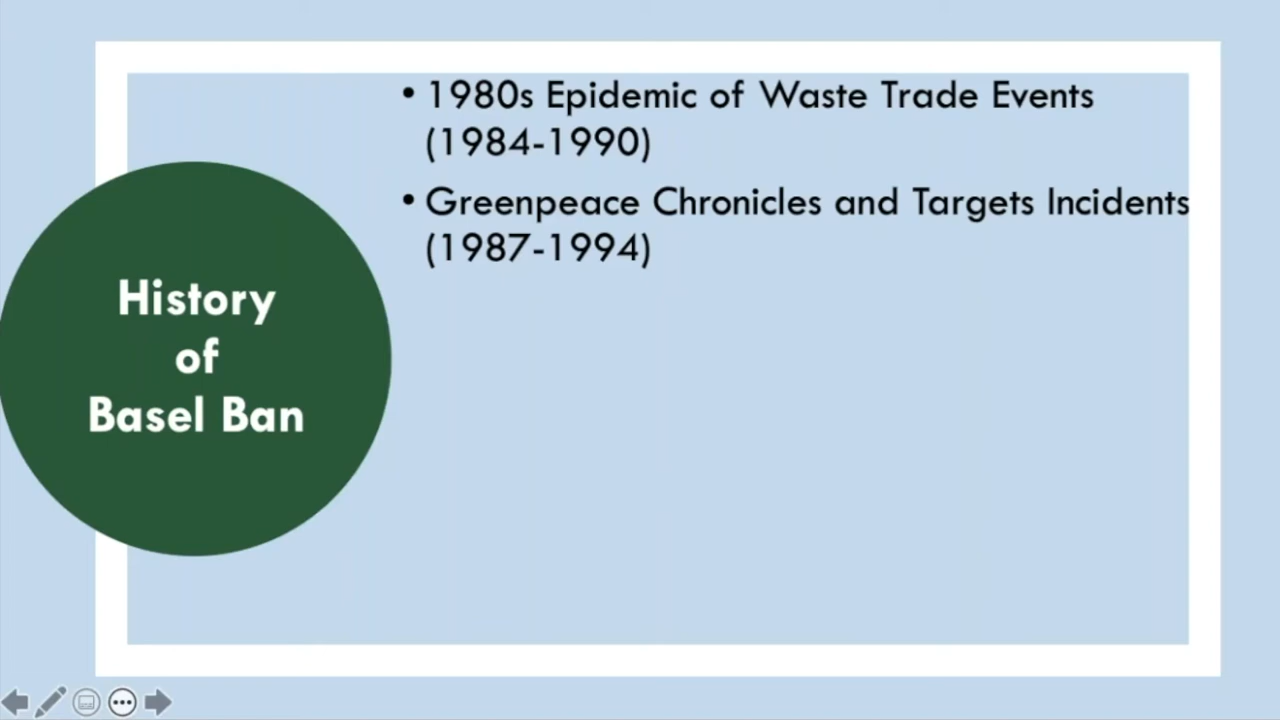 History
of
Basel Ban
• 1980s Epidemic of Waste Trade Events
(1984-1990)
• Greenpeace Chronicles and Targets Incidents
(1987-1994)